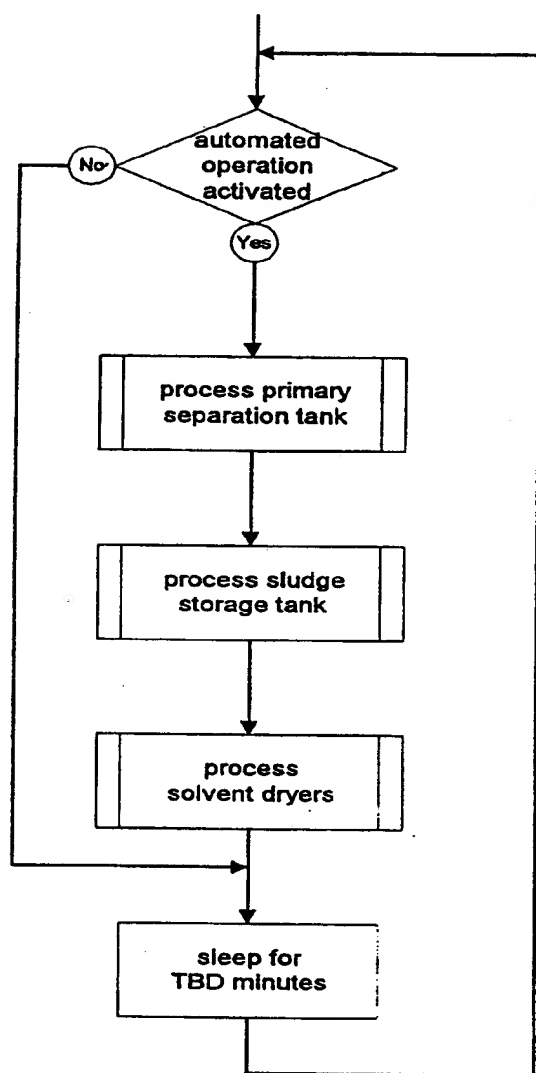 automated
operation
activated
No
Yes
process primary
separation tank
process sludge
storage tank
process
solvent dryers
sleep for
TBD minutes